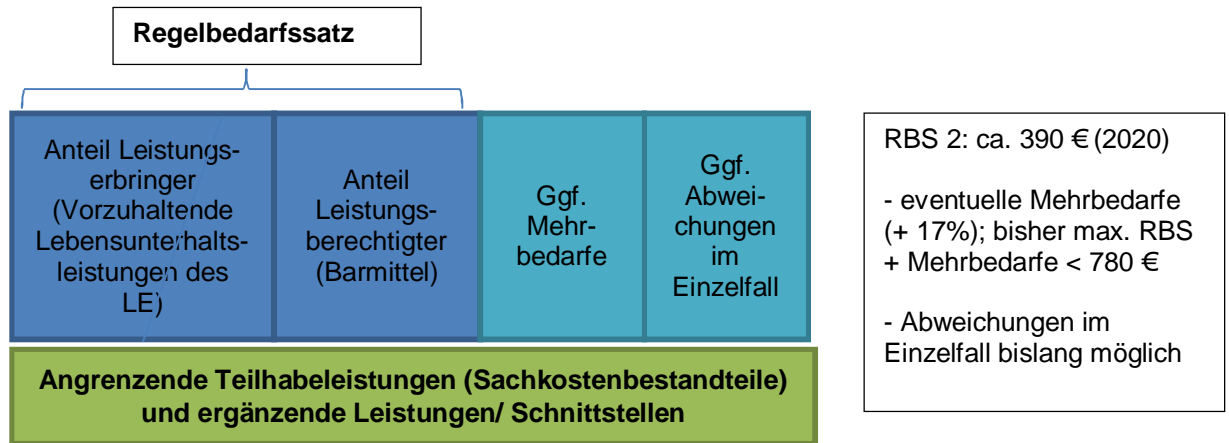 Regelbedarfssatz
Anteil Leistungs-
erbringer
(Vorzuhaltende
Lebensunterhalts-
leistungen des
LE)
Anteil
Leistungs-
berechtigter
(Barmittel)
Ggf.
Mehr-
bedarfe
Ggf.
Abwei-
chungen
im
Einzelfall
Angrenzende Teilhabeleistungen (Sachkostenbestandteile)
und ergänzende Leistungen/ Schnittstellen
RBS 2: ca. 390 € (2020)
- eventuelle Mehrbedarfe
(+ 17%); bisher max. RBS
+ Mehrbedarfe < 780 €
- Abweichungen im
Einzelfall bislang möglich